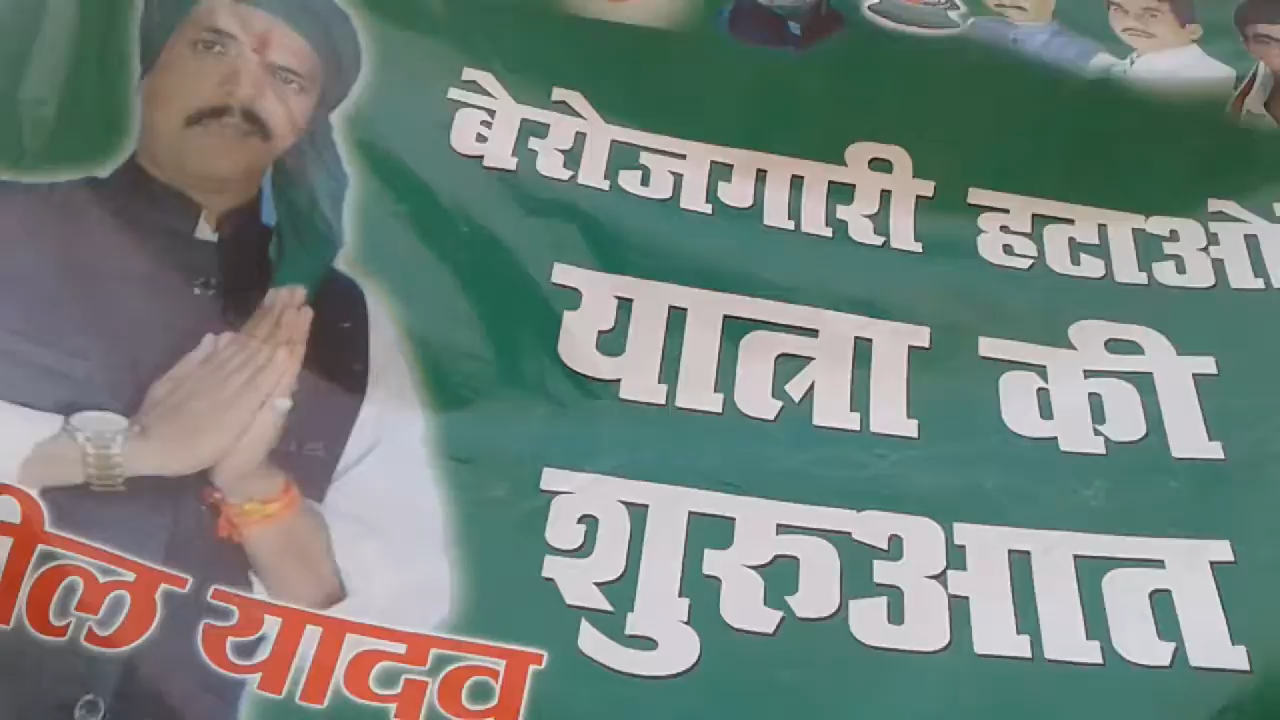 बेरोजगारी हटाओ
यात्रा की
शुरुआत
यादव